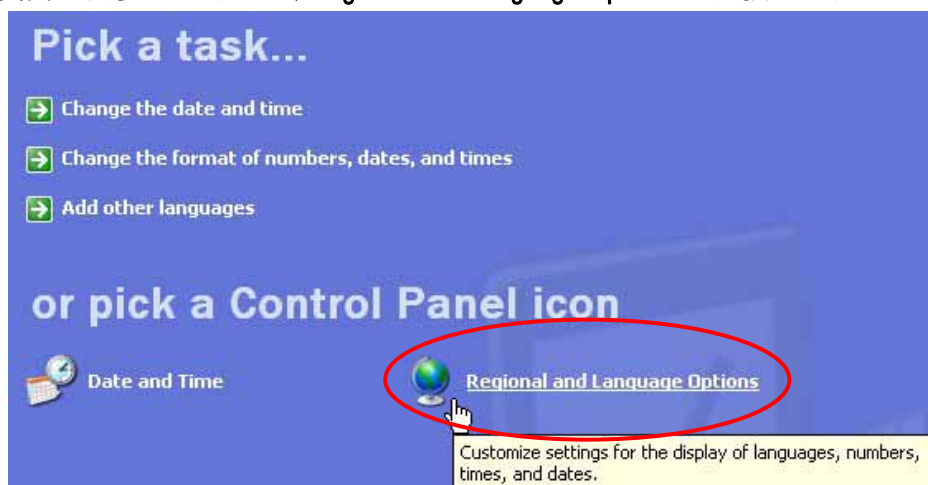 Pick a task...
Change the date and time
Change the format of numbers, dates, and times
Add other languages
or pick a Control Panel icon
Date and Time
Regional and Language Options
Customize settings for the display of languages, numbers,
times, and dates.